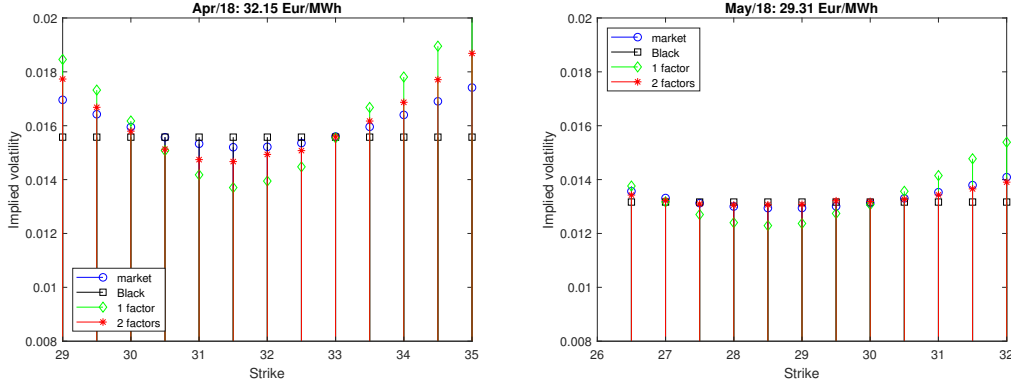 Apr/18: 32.15 Eur/MWh
0.02
0.018
0.016
0.014
0.012
0.01
0.008
Implied volatility
market
Black
1 factor
2 factors
29 30 31 32 33 34 35
Strike
May/18: 29.31 Eur/MWh
0.02
0.018
0.016
0.014
0.012
0.01
0.008
Implied volatility
market
Black
1 factor
2 factors
26 27 28 29 30 31 32
Strike